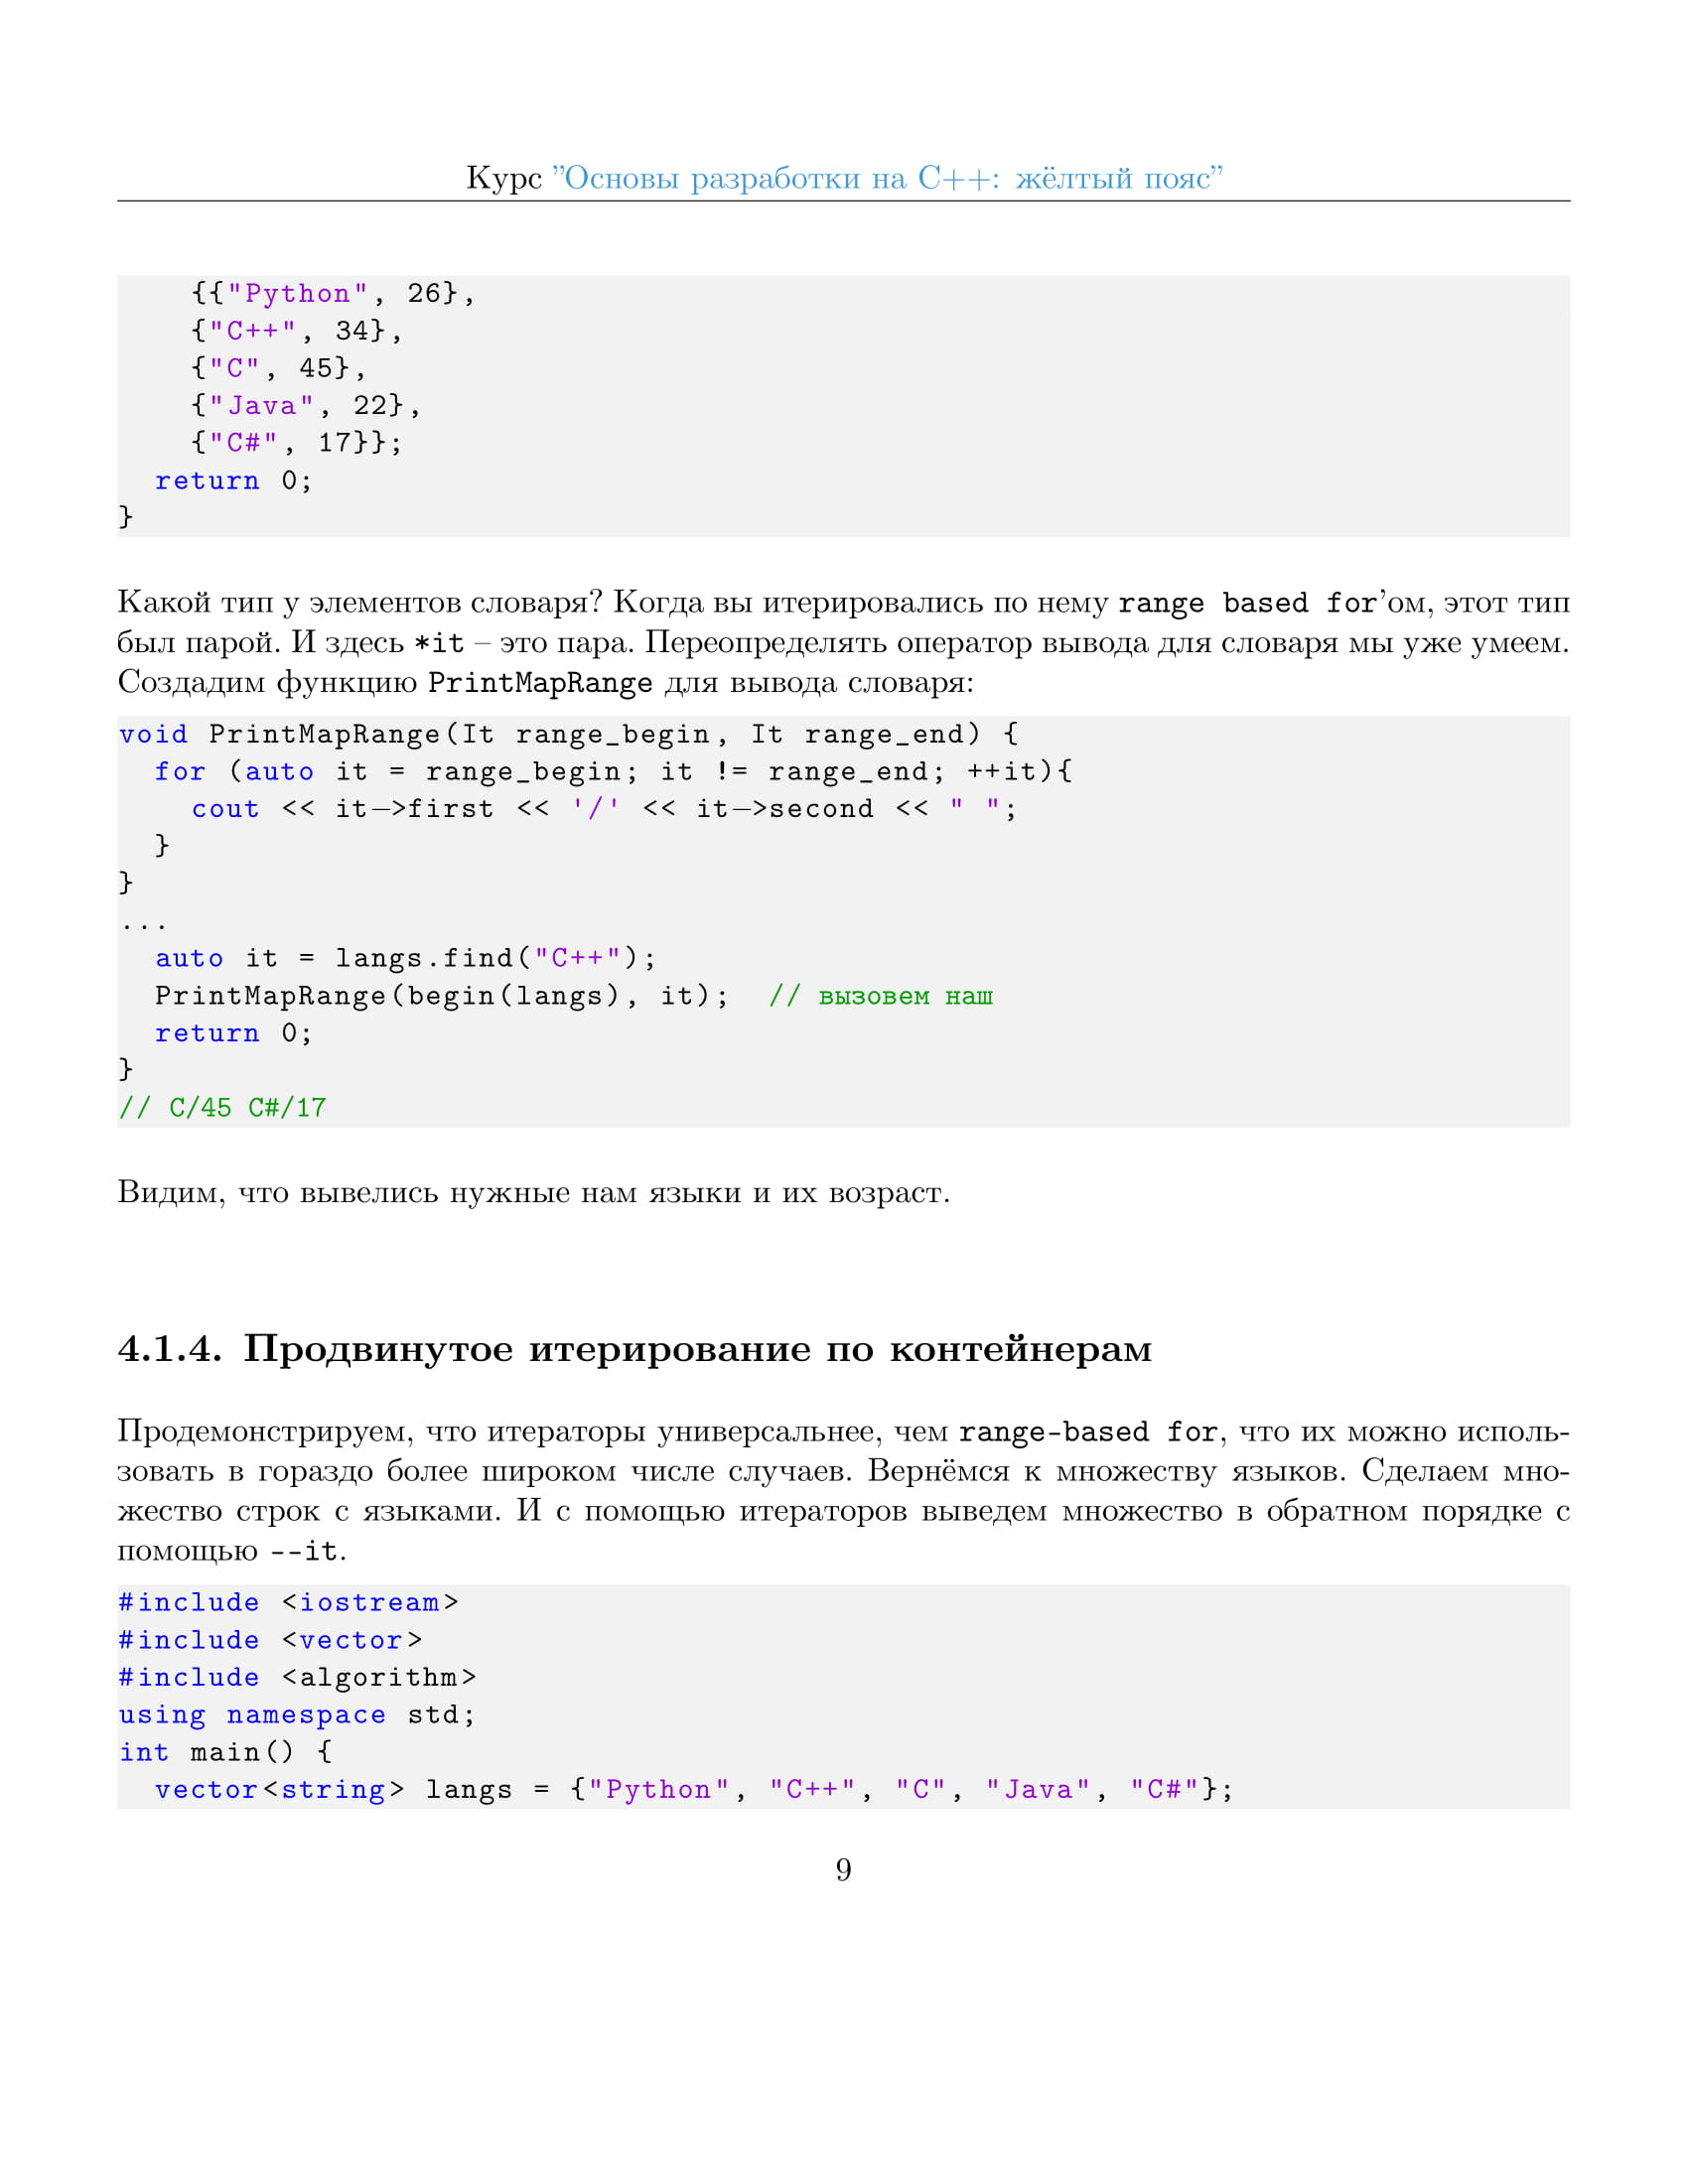 Курс ”Основы разработки на C++: жёлтый пояс”
    {{"Python", 26},
    {"C++", 34},
    {"C", 45},
    {"Java", 22},
    {"C#", 17}};
  return 0;
}
Какой тип у элементов словаря? Когда вы итерировались по нему range based for’ом, этот тип
был парой. И здесь *it – это пара. Переопределять оператор вывода для словаря мы уже умеем.
Создадим функцию PrintMapRange для вывода словаря:
void PrintMapRange(It range_begin, It range_end) {
  for (auto it = range_begin; it != range_end; ++it){
    cout << it->first << '/' << it->second << " ";
  }
}
...
  auto it = langs.find("C++");
  PrintMapRange(begin(langs), it);  // вызовем наш
  return 0;
}
// C/45 C#/17
Видим, что вывелись нужные нам языки и их возраст.
4.1.4. Продвинутое итерирование по контейнерам
Продемонстрируем, что итераторы универсальнее, чем range-based for, что их можно исполь-
зовать в гораздо более широком числе случаев. Вернёмся к множеству языков. Сделаем мно-
жество строк с языками. И с помощью итераторов выведем множество в обратном порядке с
помощью --it.
#include <iostream>
#include <vector>
#include <algorithm>
using namespace std;
int main() {
  vector<string> langs = {"Python", "C++", "C", "Java", "C#"};
9